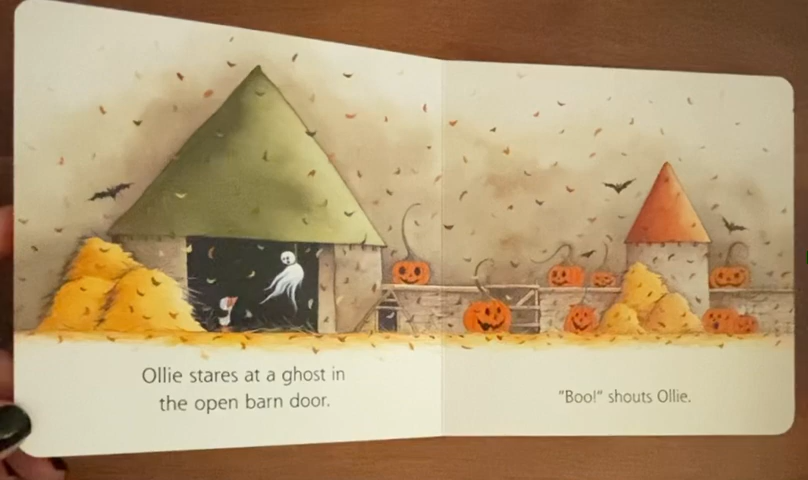 Ollie stares at a ghost in
the open barn door.
"Boo!" shouts Ollie.